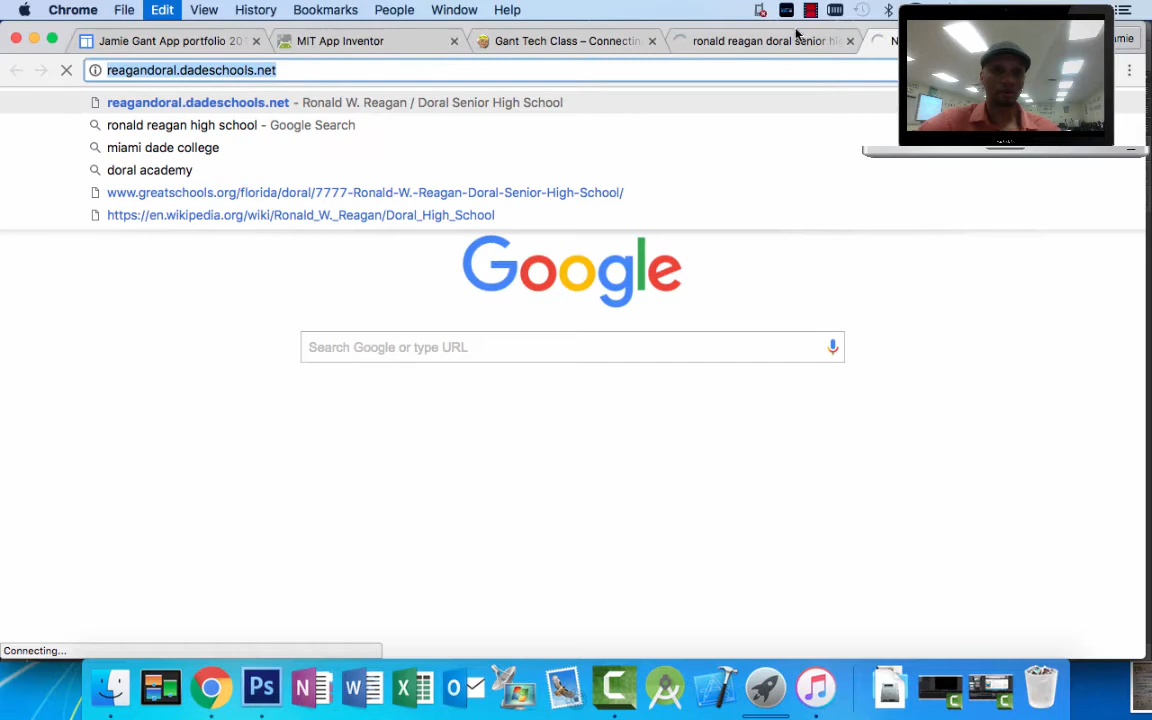 Chrome File Edit View History Bookmarks People Window Help
Jamie Gant App portfolio 20
MIT App Inventor
Gant Tech Class – Connectin
ronald reagan doral senior hi
reagandoral.dadeschools.net
reagandoral.dadeschools.net - Ronald W. Reagan / Doral Senior High School
ronald reagan high school - Google Search
miami dade college
doral academy
www.greatschools.org/florida/doral/7777-Ronald-W.-Reagan-Doral-Senior-High-School/
https://en.wikipedia.org/wiki/Ronald_W._Reagan/Doral_High_School
Google
Search Google or type URL
Connecting...